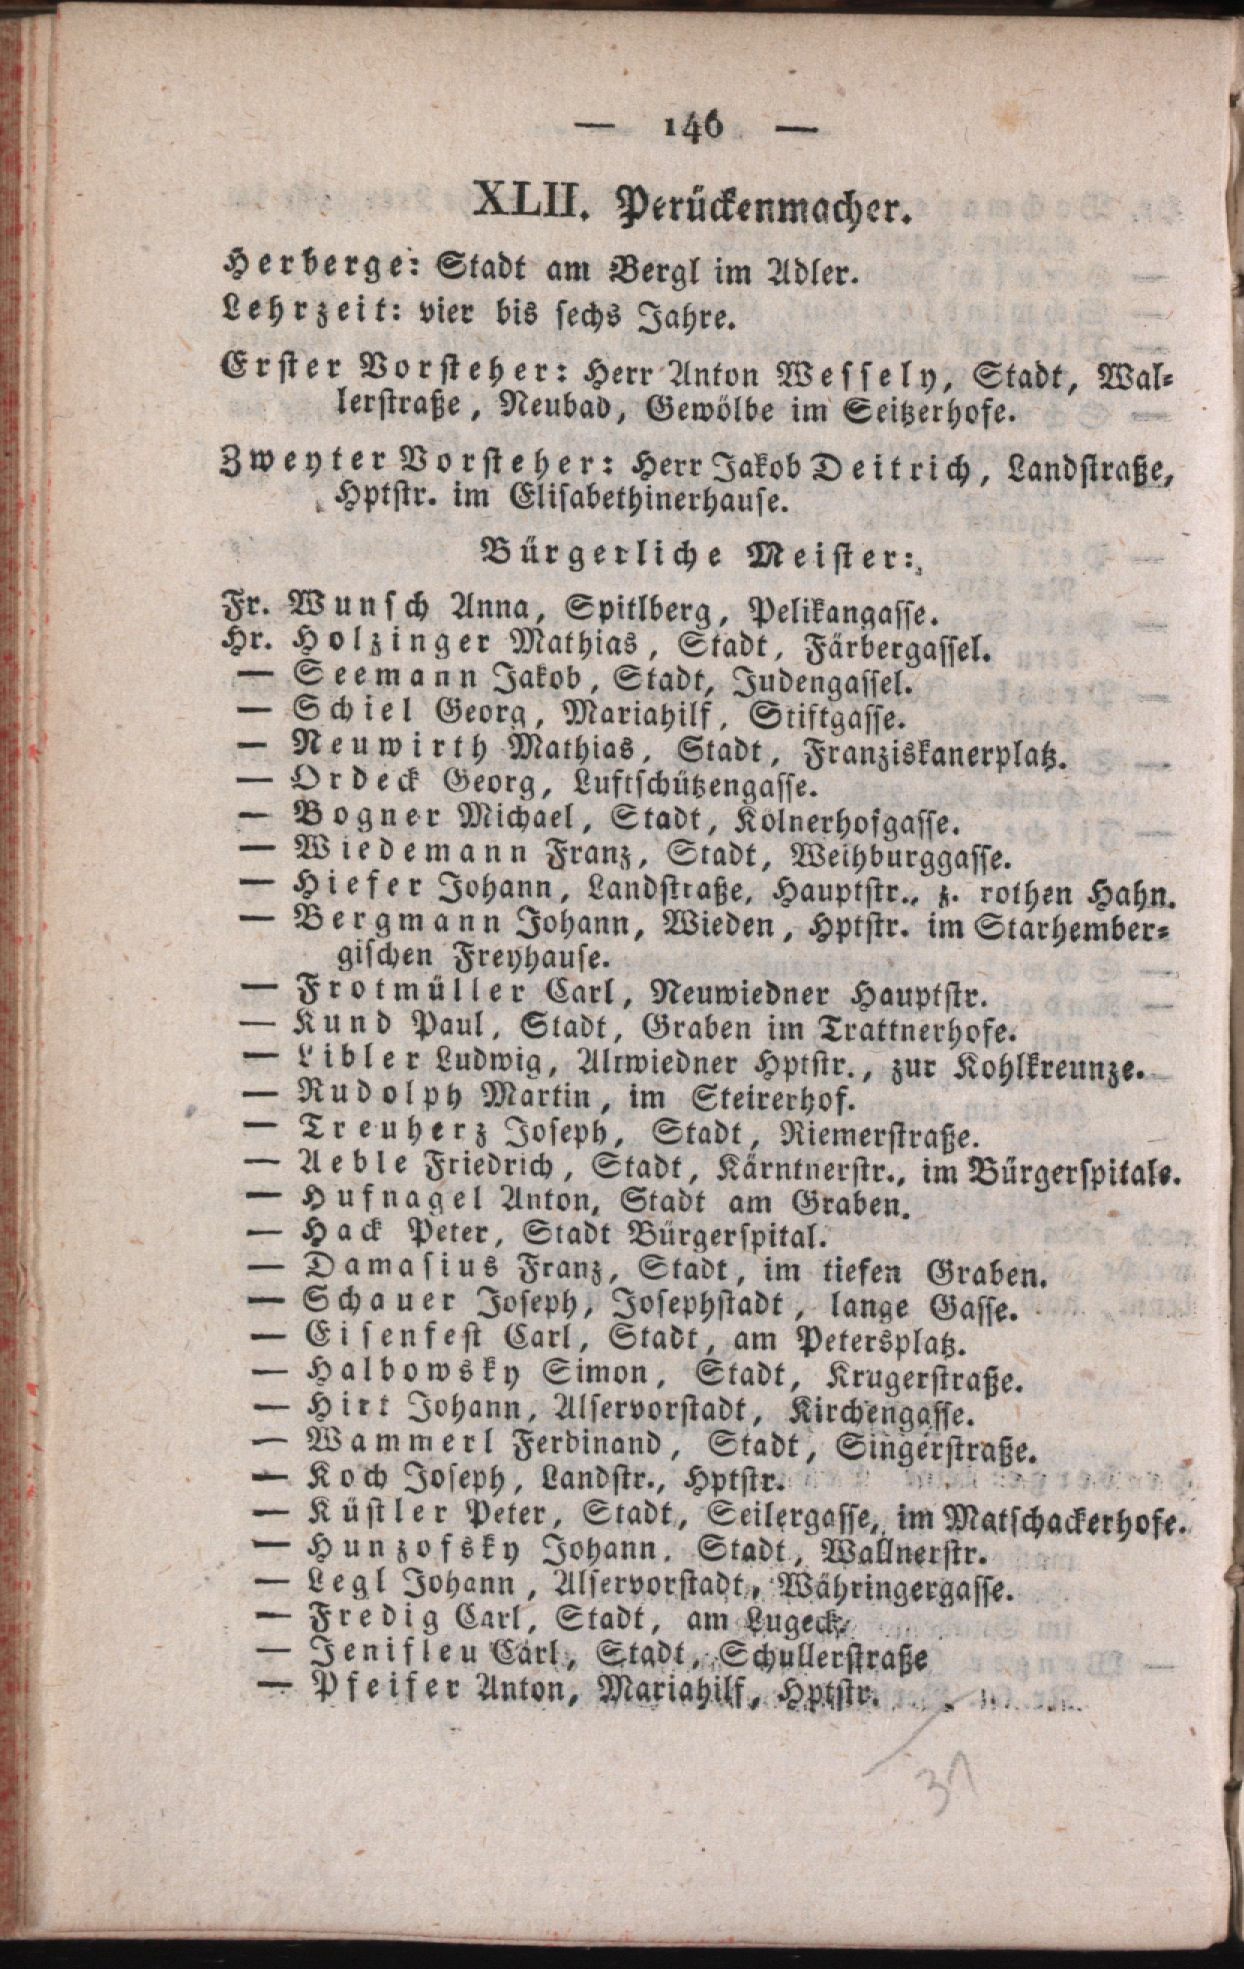 — 146 —
XLII. Perückenmacher.
Herberge: Stadt am Bergl im Adler.
Lehrzeit: vier bis sechs Jahre.
Erster Vorsteher: Herr Anton Wessely, Stadt, Wal-
lerstraße, Neubad, Gewölbe im Seitzerhofe.
Zweyter Vorsteher: Herr Jakob Deitrich, Landstraße,
Hptstr. im Elisabethinerhause.
Bürgerliche Meister:
Fr. Wunsch Anna, Spitlberg, Pelikangasse.
Hr. Holzinger Mathias, Stadt, Färbergassel.
— Seemann Jakob, Stadt, Judengassel.
— Schiel Georg, Mariahilf, Stiftgasse.
— Neuwirth Mathias, Stadt, Franziskanerplatz.
— Ordeck Georg, Luftschützengasse.
— Bogner Michael, Stadt, Kölnerhofgasse.
— Wiedemann Franz, Stadt, Weihburggasse.
— Hiefer Johann, Landstraße, Hauptstr., z. rothen Hahn.
— Bergmann Johann, Wieden, Hptstr. im Starhember-
gischen Freyhause.
— Frotmüller Carl, Neuwiedner Hauptstr.
— Kund Paul, Stadt, Graben im Trattnerhofe.
— Libler Ludwig, Altwiedner Hptstr., zur Kohlkreunze.
— Rudolph Martin, im Steirerhof.
— Treuherz Joseph, Stadt, Riemerstraße.
— Aeble Friedrich, Stadt, Kärntnerstr., im Bürgerspitale.
— Hufnagel Anton, Stadt am Graben.
— Hack Peter, Stadt Bürgerspital.
— Damasius Franz, Stadt, im tiefen Graben.
— Schauer Joseph, Josephstadt, lange Gasse.
— Eisenfest Carl, Stadt, am Petersplatz.
— Halbowsky Simon, Stadt, Krugerstraße.
— Hirt Johann, Alservorstadt, Kirchengasse.
— Wammerl Ferdinand, Stadt, Singerstraße.
— Koch Joseph, Landstr., Hptstr.
— Küstler Peter, Stadt, Seilergasse, im Matschackerhofe.
— Hunzofsky Johann, Stadt, Wallnerstr.
— Legl Johann, Alservorstadt, Währingergasse.
— Fredig Carl, Stadt, am Lugeck.
— Jenisleu Carl, Stadt, Schullerstraße
— Pfeifer Anton, Mariahilf, Hptstr.
31